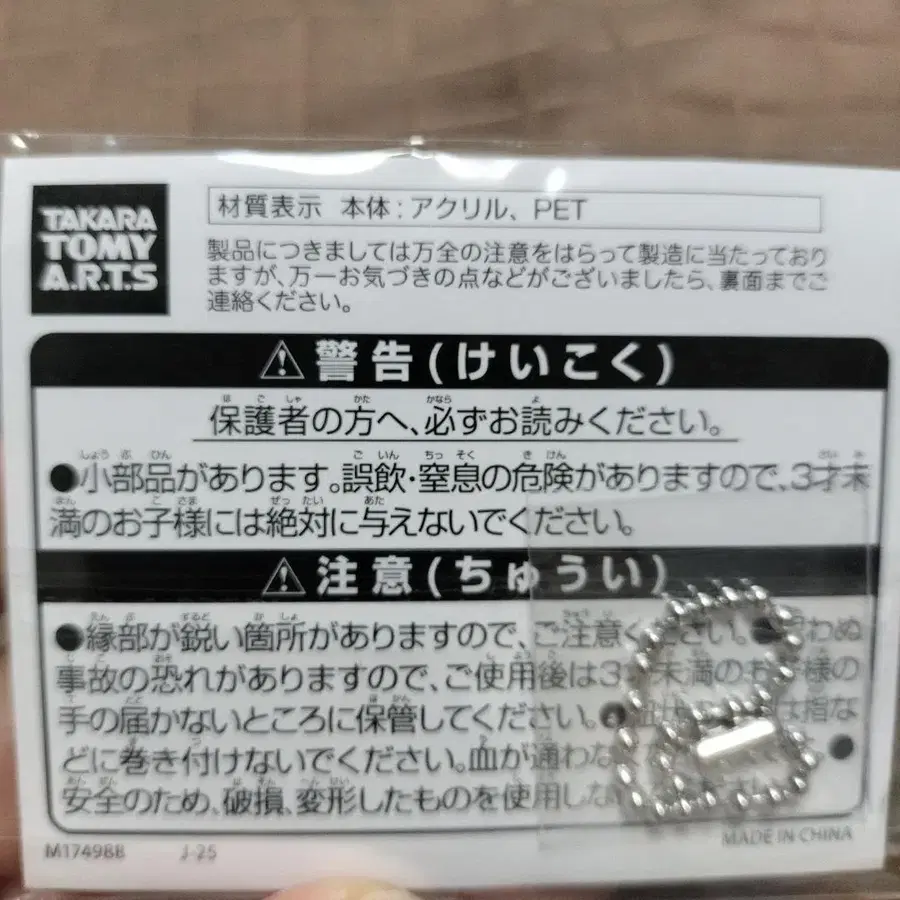 TAKARA
TOMY
A.R.T.S
材質表示 本体：アクリル、PET
製品につきましては万全の注意をはらって製造に当たっており
ますが、万一お気づきの点などがございましたら、裏面までご
連絡ください。
⚠警告(けいこく)
保護者の方へ、必ずお読みください。
●小部品があります。誤飲・窒息の危険がありますので、3才未
満のお子様には絶対に与えないでください。
⚠注意(ちゅうい)
●縁部が鋭い箇所がありますので、ご注意ください。●思わぬ
事故の恐れがありますので、ご使用後は3才未満のお子様の
手の届かないところに保管してください。● は指な
どに巻き付けないでください。血が通わなく ●
安全のため、破損、変形したものを使用しない
MADE IN CHINA
M174988 J-25